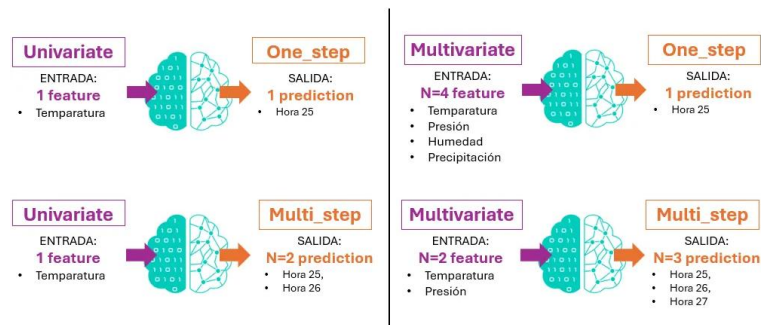 Univariate
ENTRADA:
1 feature
• Temparatura
One_step
SALIDA:
1 prediction
• Hora 25
Multivariate
ENTRADA:
N=4 feature
• Temparatura
• Presión
• Humedad
• Precipitación
One_step
SALIDA:
1 prediction
• Hora 25
Univariate
ENTRADA:
1 feature
• Temparatura
Multi_step
SALIDA:
N=2 prediction
• Hora 25,
• Hora 26
Multivariate
ENTRADA:
N=2 feature
• Temparatura
• Presión
Multi_step
SALIDA:
N=3 prediction
• Hora 25,
• Hora 26,
• Hora 27